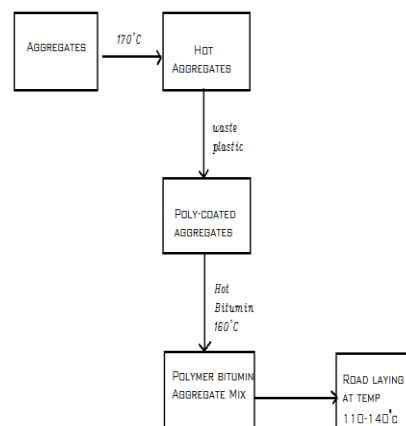 Aggregates
170°C
Hot
Aggregates
waste
plastic
Poly-coated
aggregates
Hot
Bitumin
160°C
Polymer bitumin
Aggregate Mix
Road laying
at temp
110-140°c